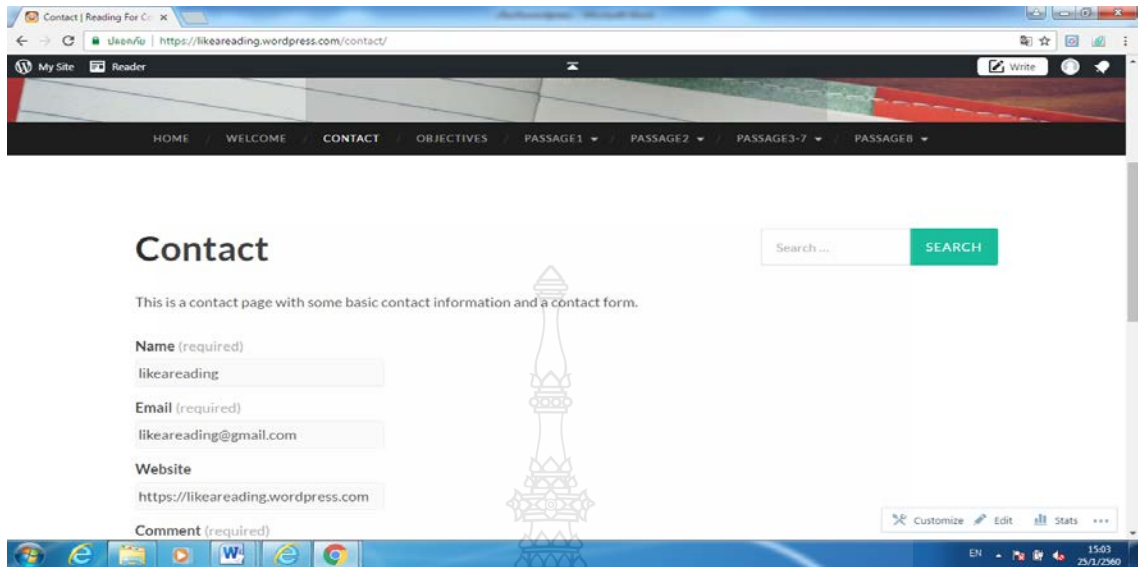 Contact | Reading For Co
ปลอดภัย | https://likeareading.wordpress.com/contact/
My Site Reader Write
HOME / WELCOME / CONTACT / OBJECTIVES / PASSAGE1 / PASSAGE2 / PASSAGE3-7 / PASSAGE8
Contact
Search ... SEARCH
This is a contact page with some basic contact information and a contact form.
Name (required)
likeareading
Email (required)
likeareading@gmail.com
Website
https://likeareading.wordpress.com
Customize Edit Stats
Comment (required)
EN 15:03
25/1/2560